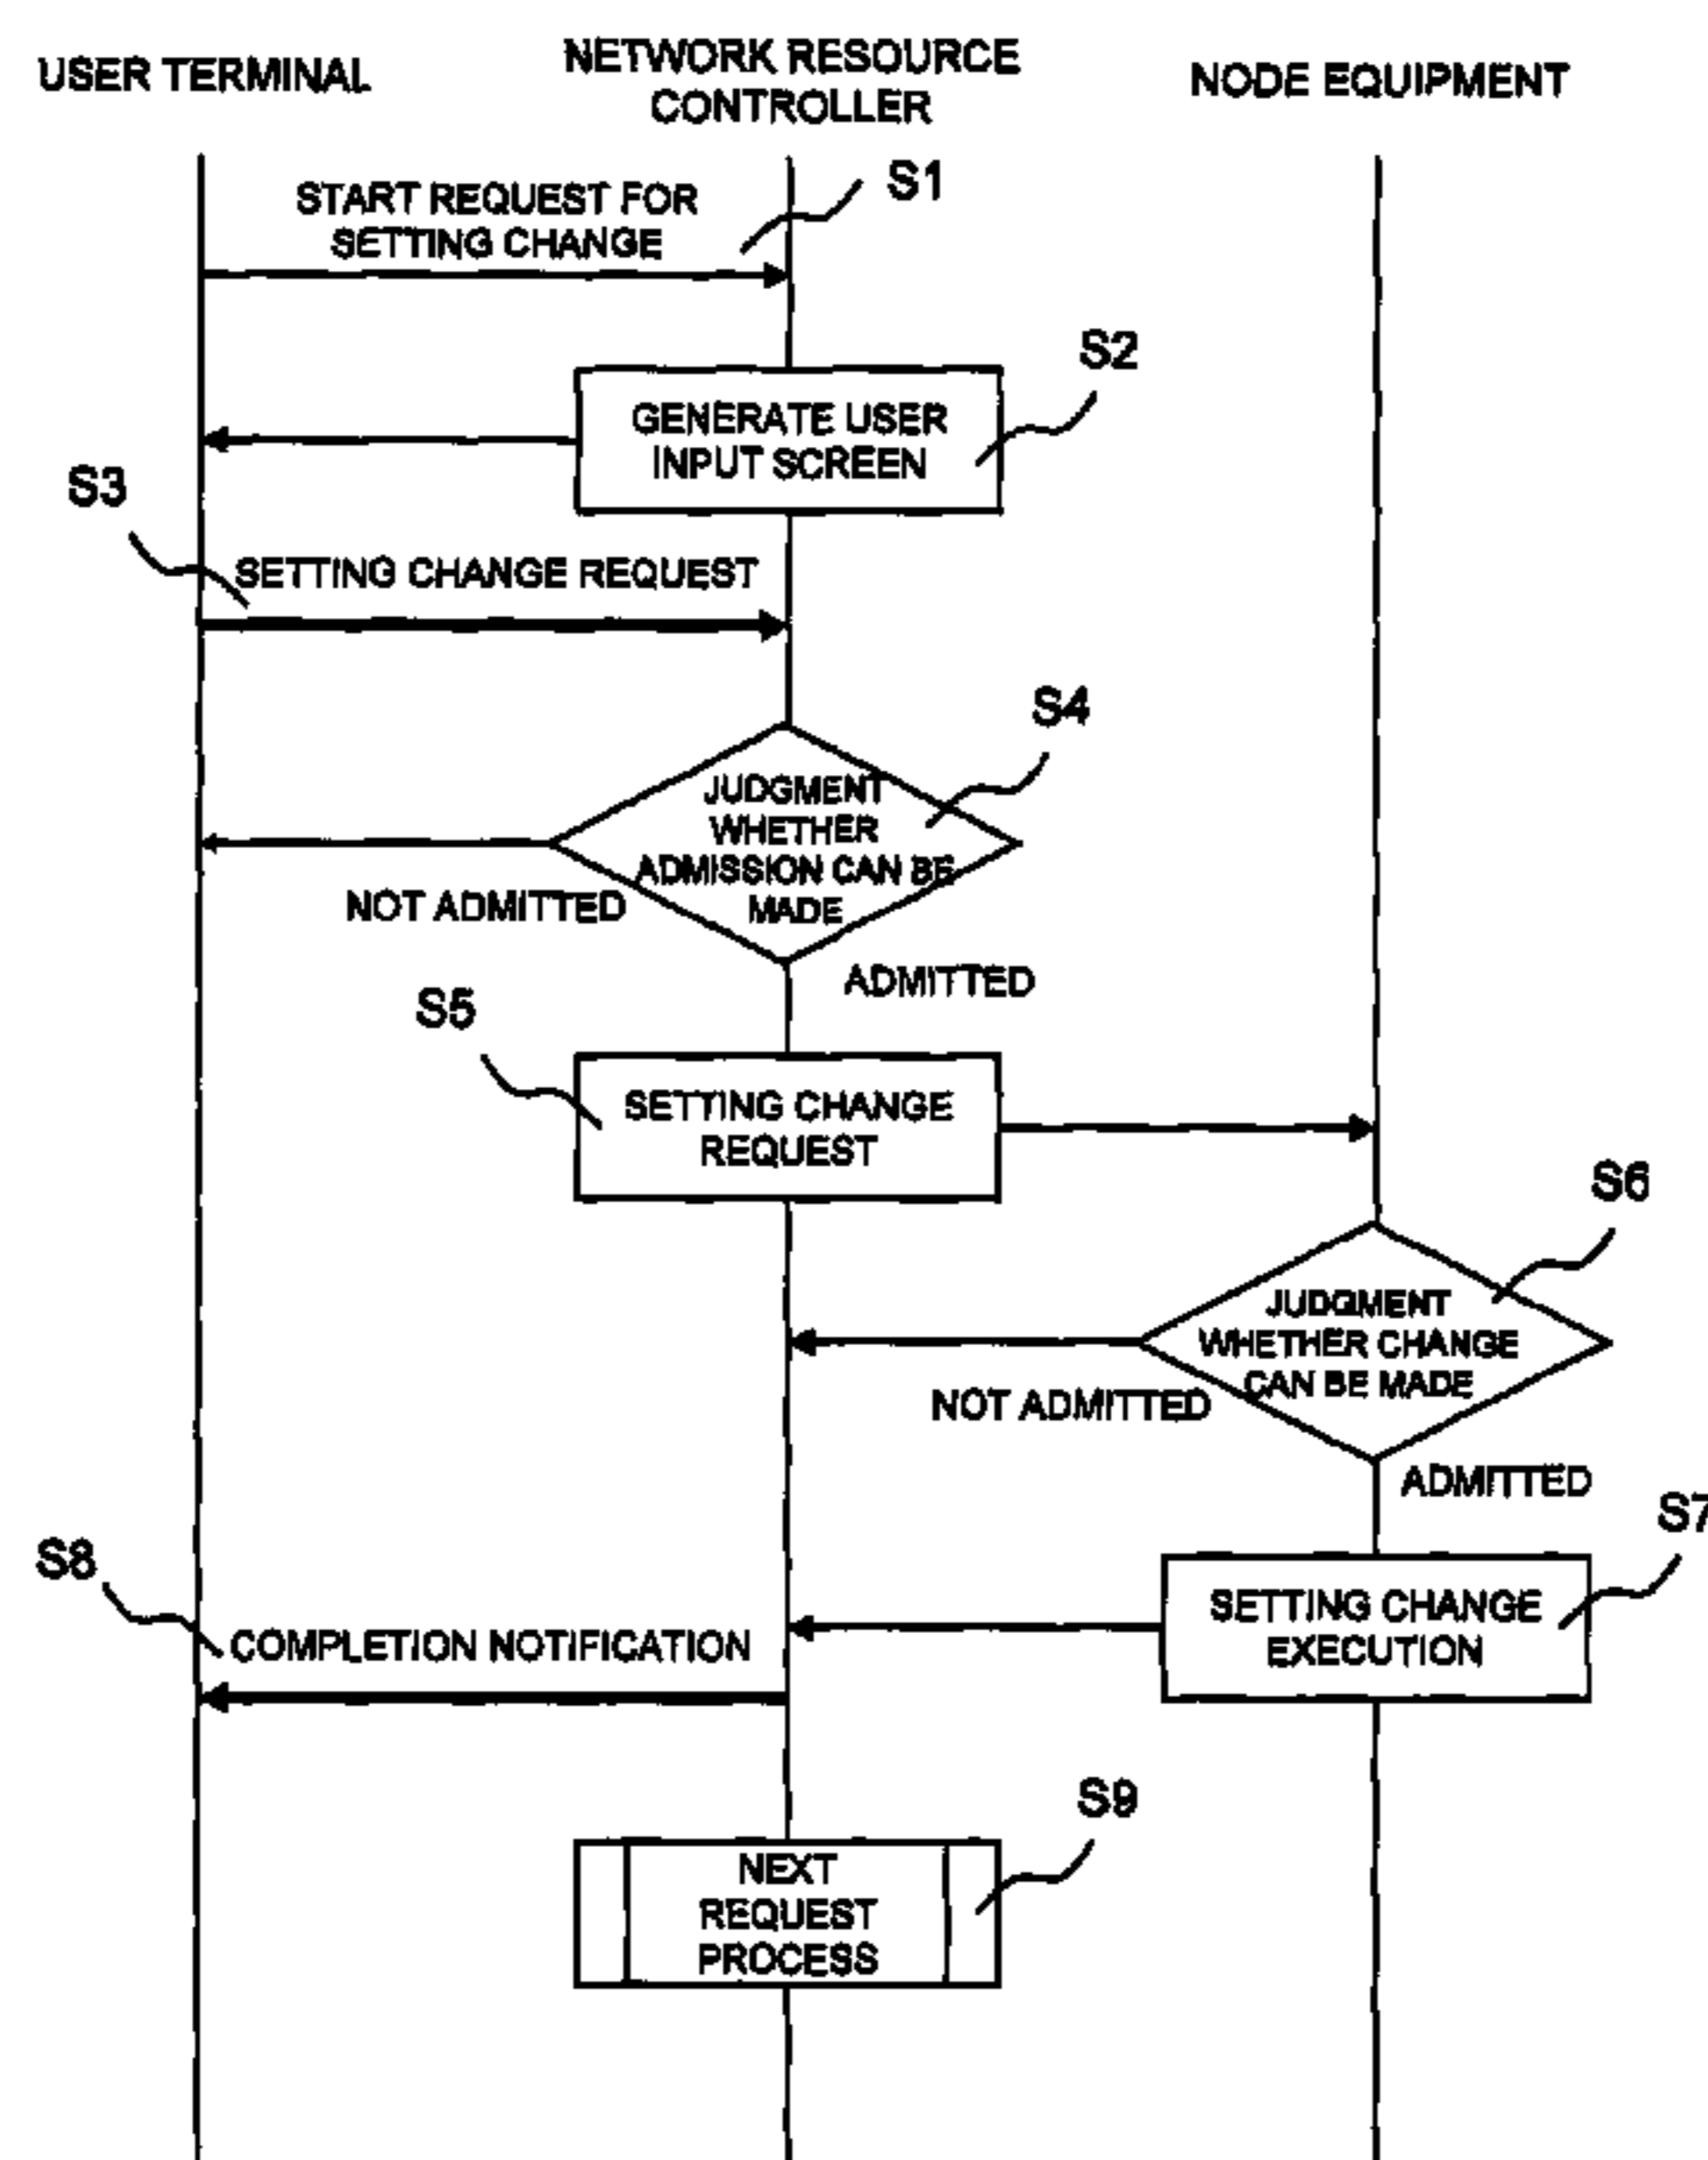 USER TERMINAL
NETWORK RESOURCE
CONTROLLER
NODE EQUIPMENT
START REQUEST FOR
SETTING CHANGE
S1
S2
GENERATE USER
INPUT SCREEN
S3
SETTING CHANGE REQUEST
S4
JUDGMENT
WHETHER
ADMISSION CAN BE
MADE
NOT ADMITTED
ADMITTED
S5
SETTING CHANGE
REQUEST
S6
JUDGMENT
WHETHER CHANGE
CAN BE MADE
NOT ADMITTED
ADMITTED
S7
SETTING CHANGE
EXECUTION
S8
COMPLETION NOTIFICATION
S9
NEXT
REQUEST
PROCESS